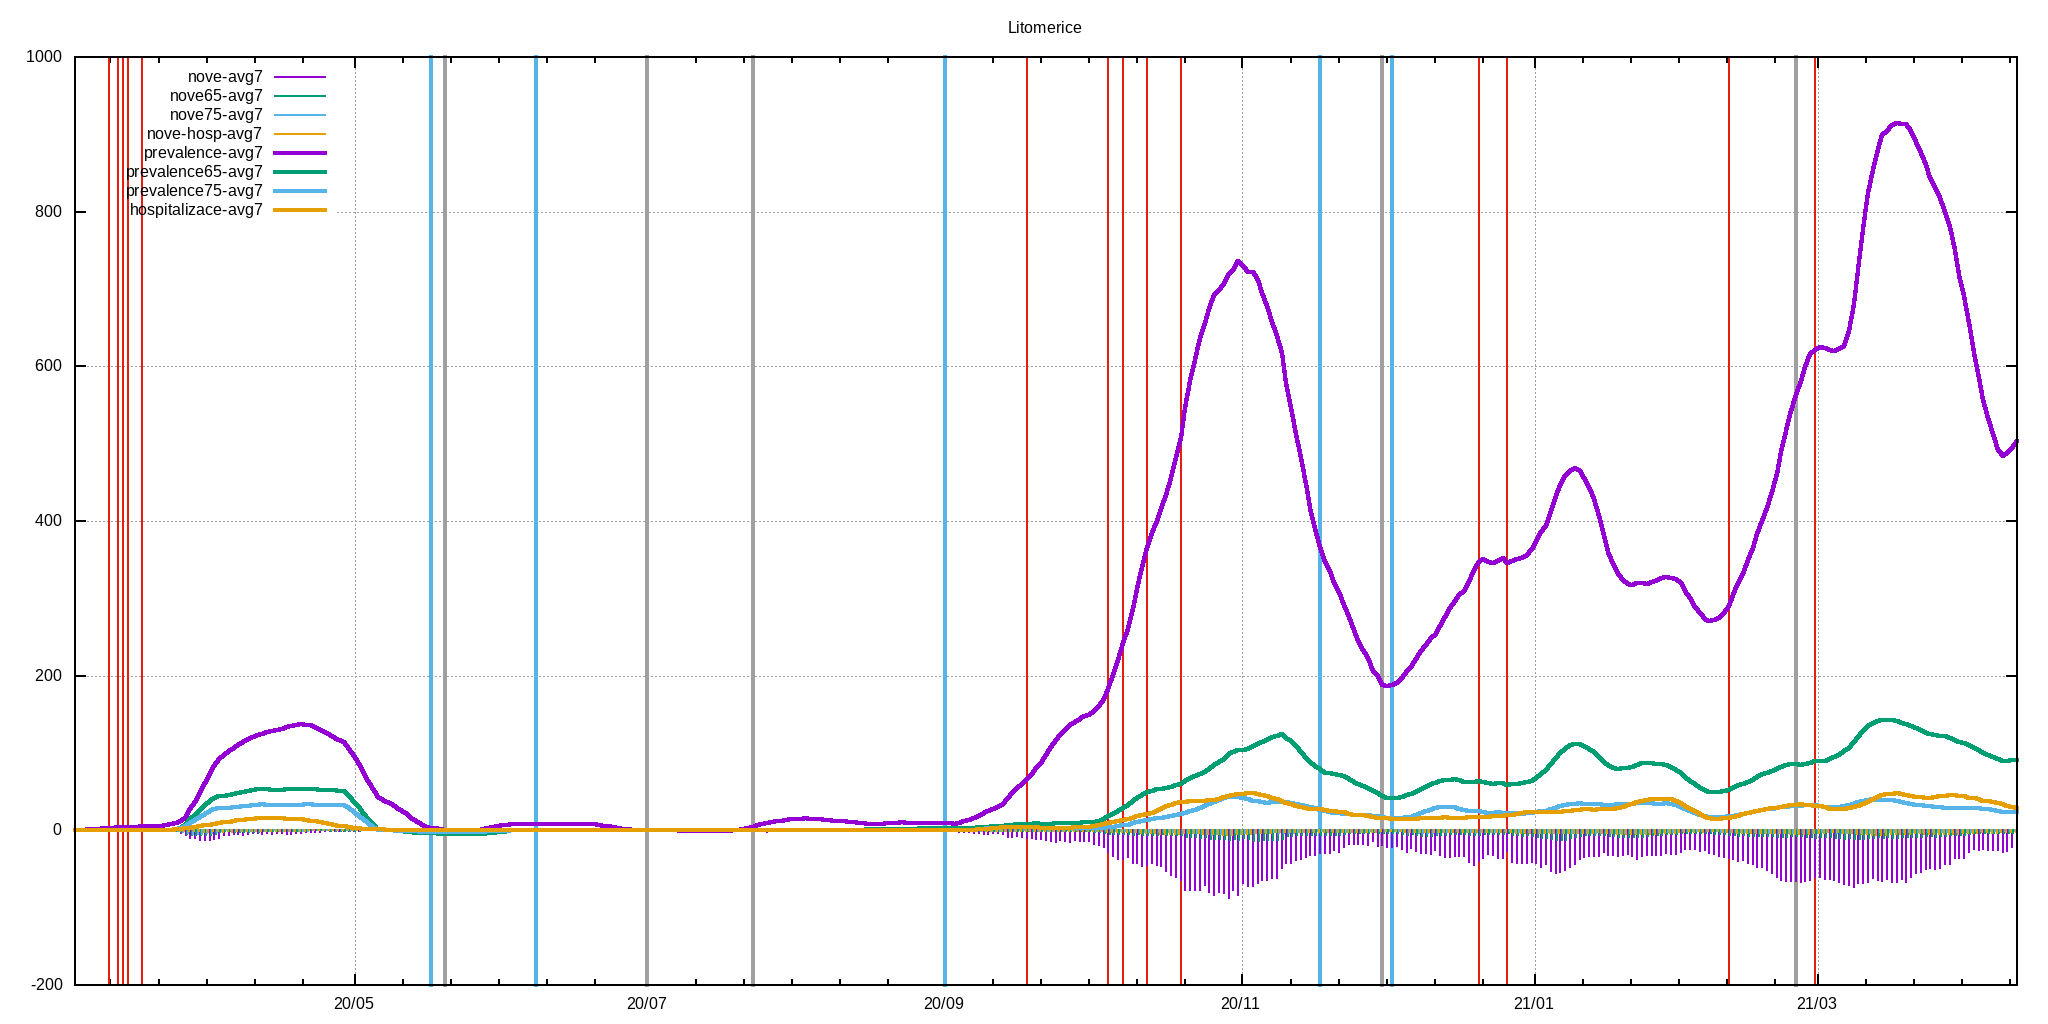 Litomerice
1000
nove-avg7
nove65-avg7
nove75-avg7
nove-hosp-avg7
prevalence-avg7
prevalence65-avg7
prevalence75-avg7
hospitalizace-avg7
800
600
400
200
0
-200
20/05 20/07 20/09 20/11 21/01 21/03